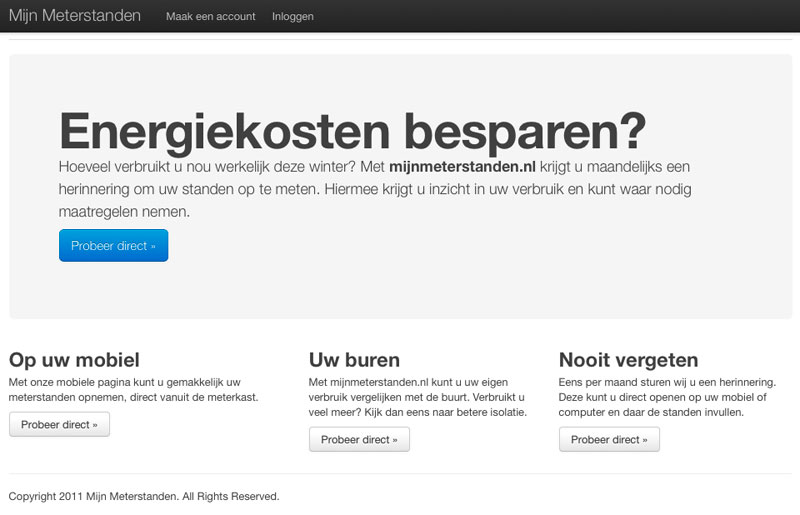 Mijn Meterstanden Maak een account Inloggen
Energiekosten besparen?
Hoeveel verbruikt u nou werkelijk deze winter? Met mijnmeterstanden.nl krijgt u maandelijks een
herinnering om uw standen op te meten. Hiermee krijgt u inzicht in uw verbruik en kunt waar nodig
maatregelen nemen.
Probeer direct »
Op uw mobiel
Met onze mobiele pagina kunt u gemakkelijk uw
meterstanden opnemen, direct vanuit de meterkast.
Probeer direct »
Uw buren
Met mijnmeterstanden.nl kunt u uw eigen
verbruik vergelijken met de buurt. Verbruikt u
veel meer? Kijk dan eens naar betere isolatie.
Probeer direct »
Nooit vergeten
Eens per maand sturen wij u een herinnering.
Deze kunt u direct openen op uw mobiel of
computer en daar de standen invullen.
Probeer direct »
Copyright 2011 Mijn Meterstanden. All Rights Reserved.